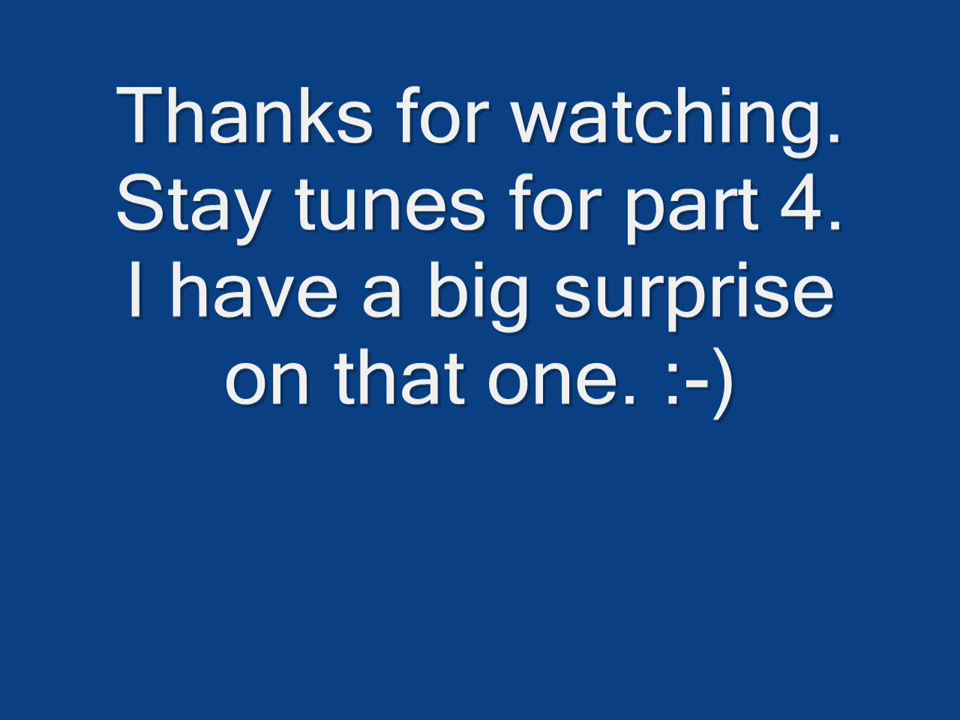 Thanks for watching.
Stay tunes for part 4.
I have a big surprise
on that one. :-)